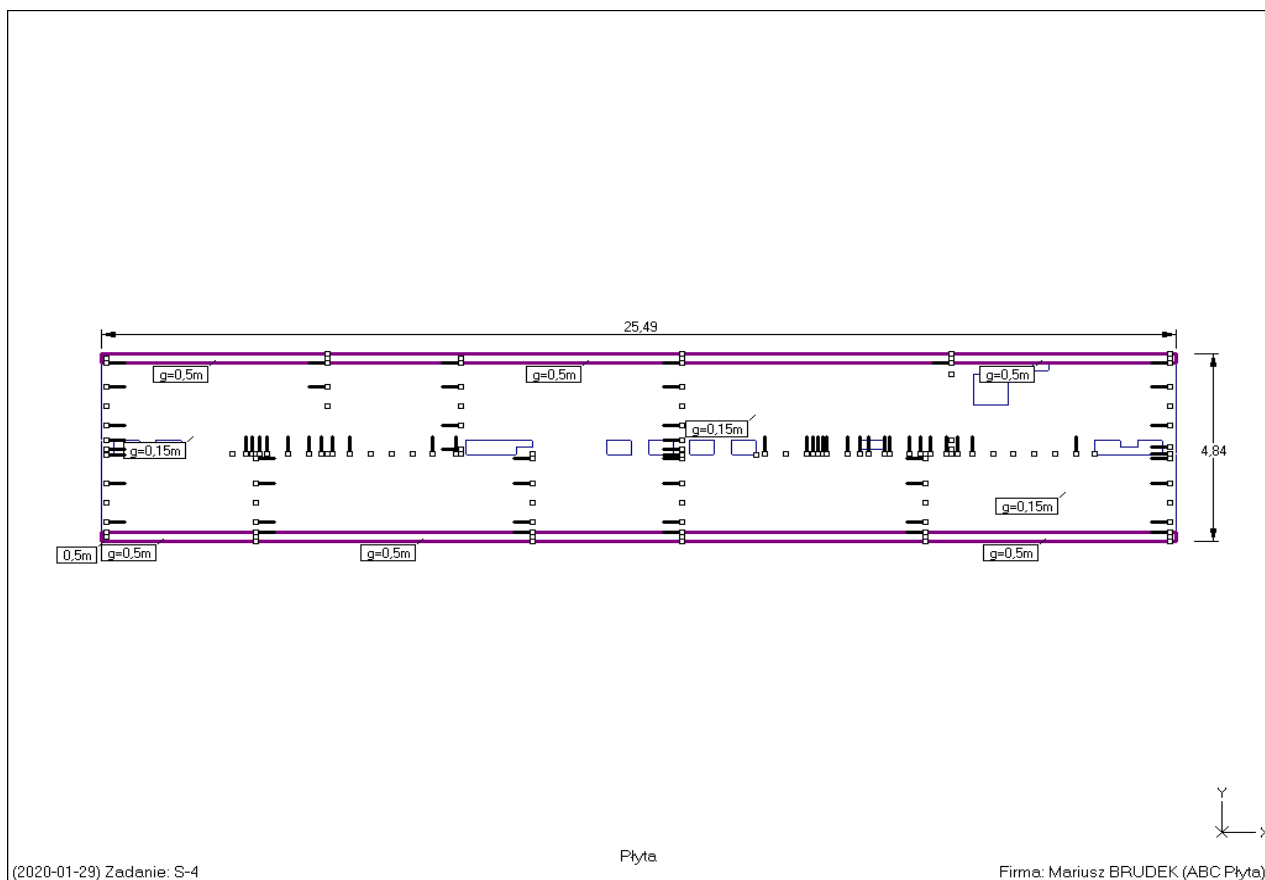 25,49
g=0,5m
g=0,5m
g=0,5m
g=0,15m
g=0,15m
4,84
g=0,15m
0,5m
g=0,5m
g=0,5m
g=0,5m
Y
X
Płyta
(2020-01-29) Zadanie: S-4
Firma: Mariusz BRUDEK (ABC Płyta)